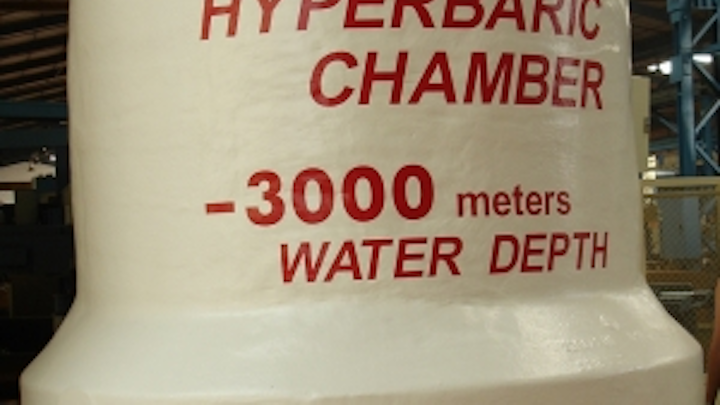 HYPERBARIC
CHAMBER
-3000 meters
WATER DEPTH